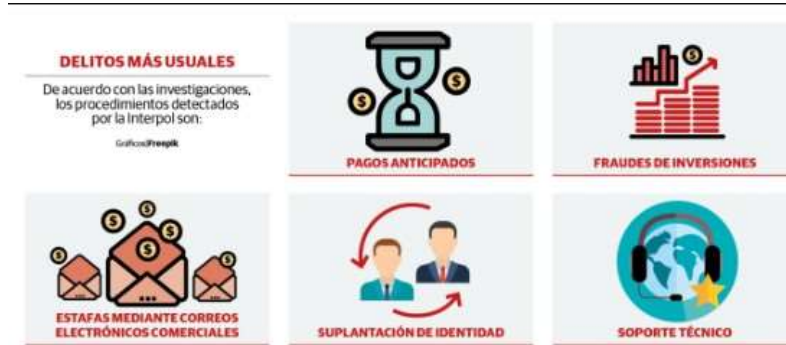 DELITOS MÁS USUALES
De acuerdo con las investigaciones,
los procedimientos detectados
por la Interpol son:
Gráficos|Freepik
PAGOS ANTICIPADOS
FRAUDES DE INVERSIONES
ESTAFAS MEDIANTE CORREOS
ELECTRÓNICOS COMERCIALES
SUPLANTACIÓN DE IDENTIDAD
SOPORTE TÉCNICO